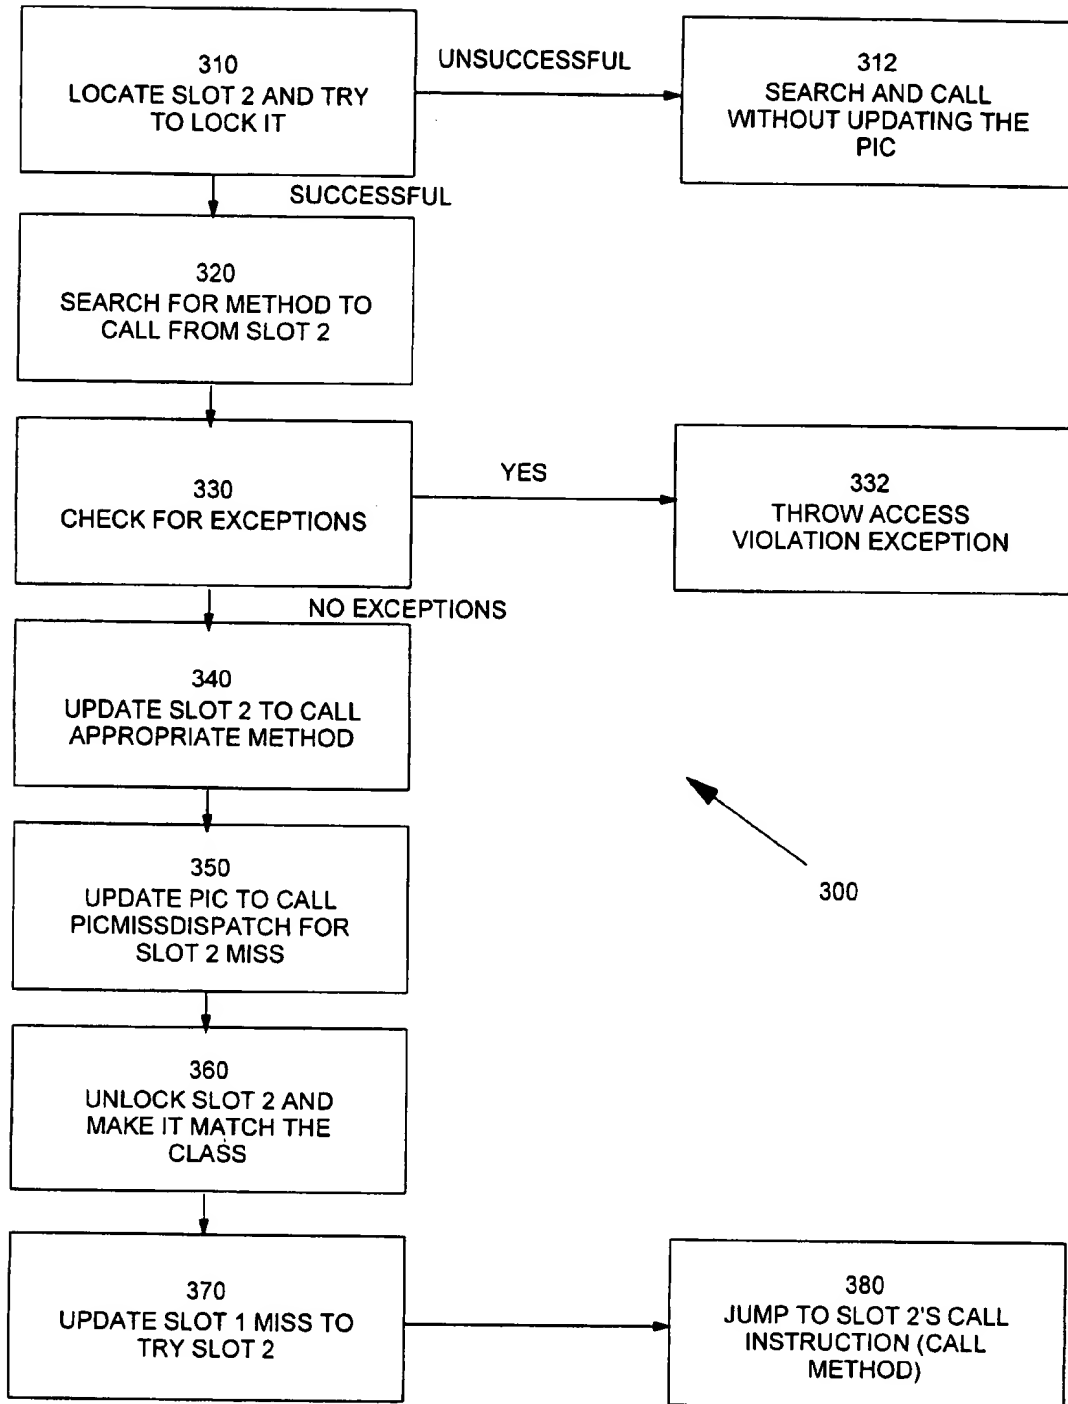 310
LOCATE SLOT 2 AND TRY
TO LOCK IT
UNSUCCESSFUL
312
SEARCH AND CALL
WITHOUT UPDATING THE
PIC
SUCCESSFUL
320
SEARCH FOR METHOD TO
CALL FROM SLOT 2
330
CHECK FOR EXCEPTIONS
YES
332
THROW ACCESS
VIOLATION EXCEPTION
NO EXCEPTIONS
340
UPDATE SLOT 2 TO CALL
APPROPRIATE METHOD
300
350
UPDATE PIC TO CALL
PICMISSDISPATCH FOR
SLOT 2 MISS
360
UNLOCK SLOT 2 AND
MAKE IT MATCH THE
CLASS
370
UPDATE SLOT 1 MISS TO
TRY SLOT 2
380
JUMP TO SLOT 2'S CALL
INSTRUCTION (CALL
METHOD)